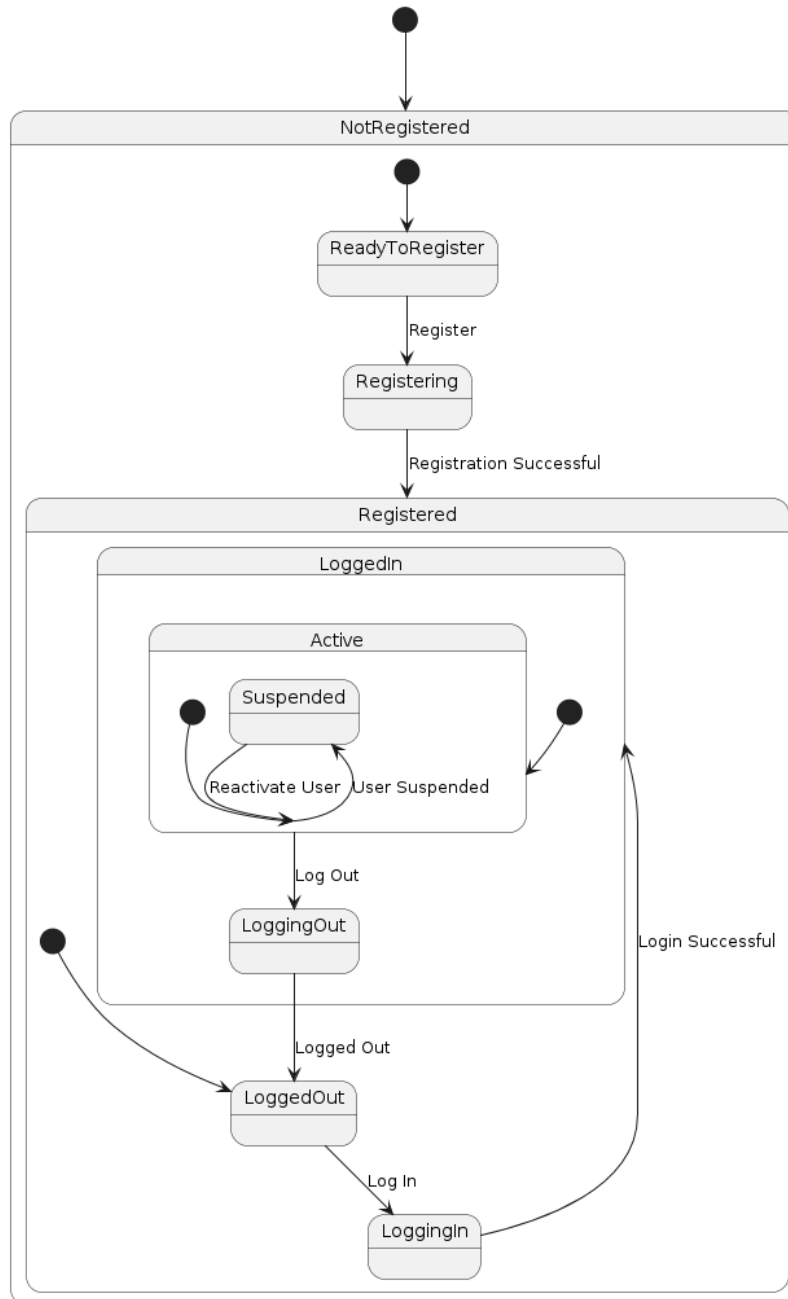 NotRegistered
ReadyToRegister
Register
Registering
Registration Successful
Registered
LoggedIn
Active
Suspended
Reactivate User
User Suspended
Log Out
LoggingOut
Login Successful
Logged Out
LoggedOut
Log In
LoggingIn